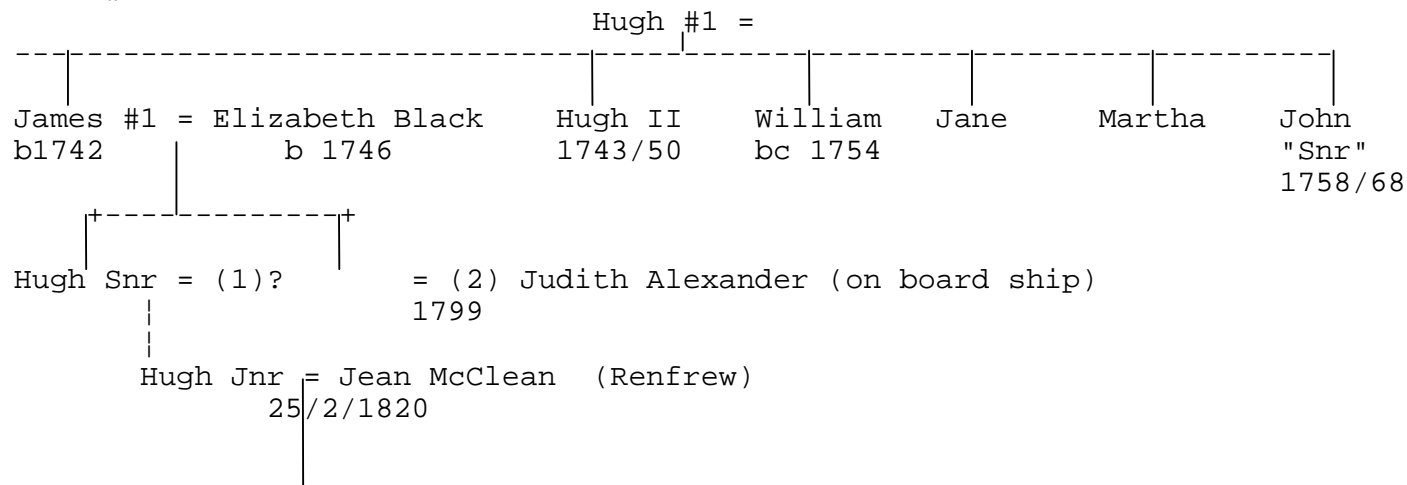 Hugh #1 =
James #1 = Elizabeth Black Hugh II William Jane Martha John
b1742 b 1746 1743/50 bc 1754 "Snr"
1758/68
Hugh Snr = (1)? = (2) Judith Alexander (on board ship)
1799
Hugh Jnr = Jean McClean (Renfrew)
25/2/1820